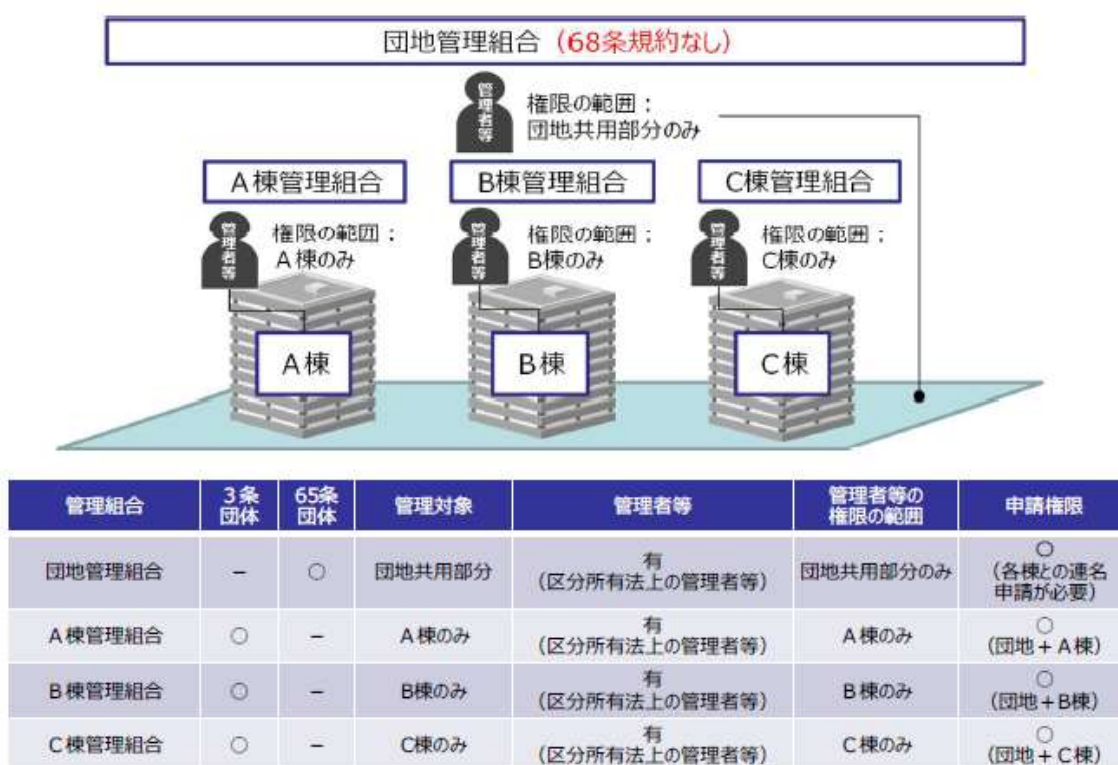 団地管理組合（68条規約なし）
管理者等
権限の範囲：
団地共用部分のみ
A棟管理組合
B棟管理組合
C棟管理組合
管理者等
権限の範囲：
A棟のみ
管理者等
権限の範囲：
B棟のみ
管理者等
権限の範囲：
C棟のみ
A棟
B棟
C棟
管理組合 3条団体 65条団体 管理対象 管理者等 管理者等の権限の範囲 申請権限
団地管理組合 － ○ 団地共用部分 有（区分所有法上の管理者等） 団地共用部分のみ ○（各棟との連名申請が必要）
A棟管理組合 ○ － A棟のみ 有（区分所有法上の管理者等） A棟のみ ○（団地＋A棟）
B棟管理組合 ○ － B棟のみ 有（区分所有法上の管理者等） B棟のみ ○（団地＋B棟）
C棟管理組合 ○ － C棟のみ 有（区分所有法上の管理者等） C棟のみ ○（団地＋C棟）